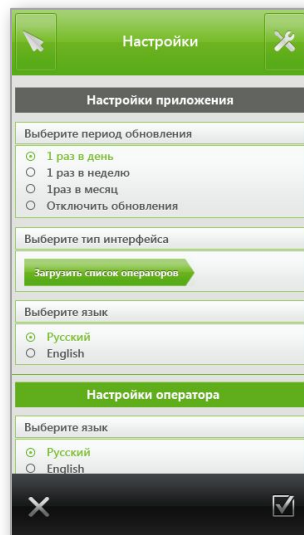 Настройки
Настройки приложения
Выберите период обновления
1 раз в день
1 раз в неделю
1раз в месяц
Отключить обновления
Выберите тип интерфейса
Загрузить список операторов
Выберите язык
Русский
English
Настройки оператора
Выберите язык
Русский
English